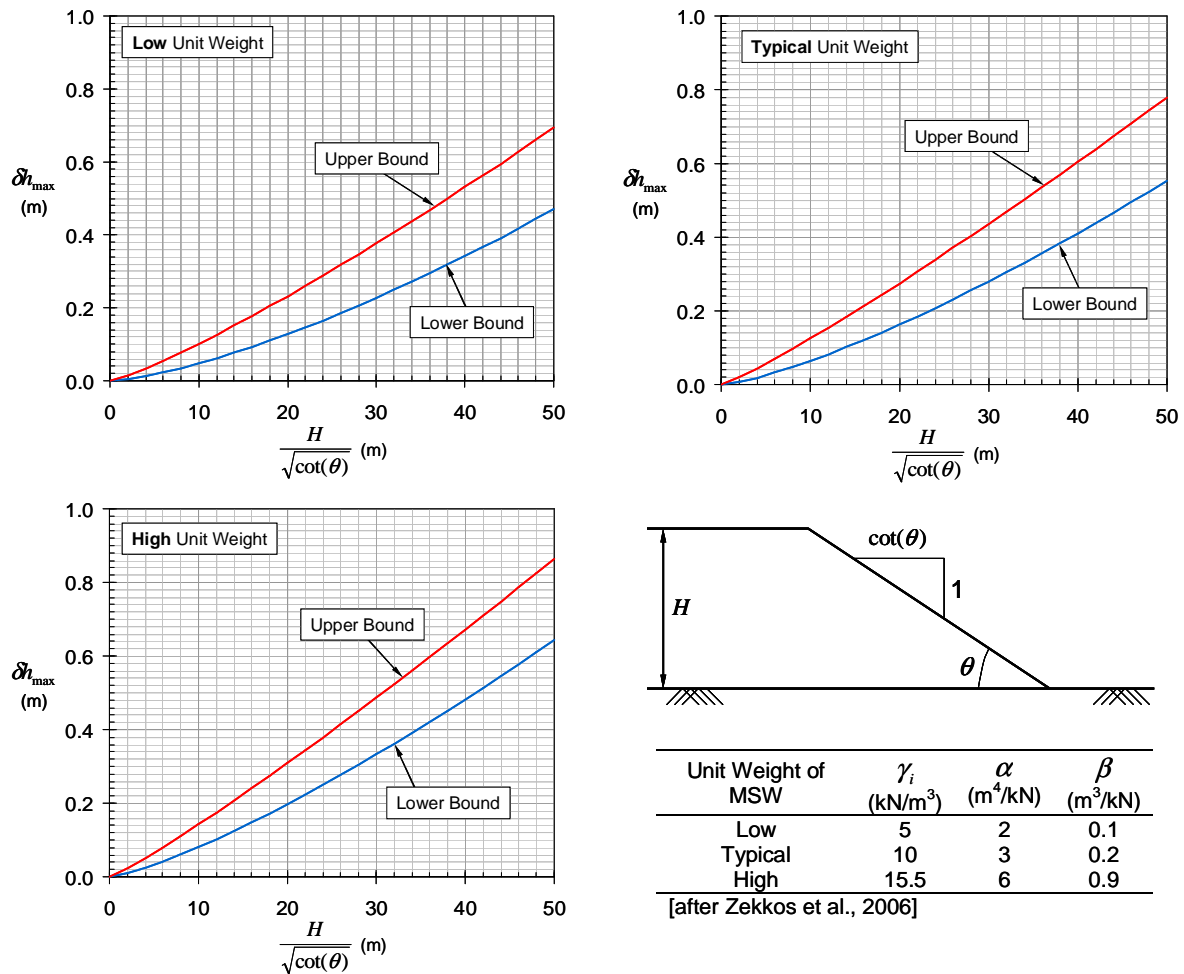 Low Unit Weight
1.0
0.8
0.6
0.4
0.2
0.0
δh_max
(m)
Upper Bound
Lower Bound
0 10 20 30 40 50
H / √cot(θ) (m)
Typical Unit Weight
1.0
0.8
0.6
0.4
0.2
0.0
δh_max
(m)
Upper Bound
Lower Bound
0 10 20 30 40 50
H / √cot(θ) (m)
High Unit Weight
1.0
0.8
0.6
0.4
0.2
0.0
δh_max
(m)
Upper Bound
Lower Bound
0 10 20 30 40 50
H / √cot(θ) (m)
cot(θ)
1
H
θ
Unit Weight of MSW γ_i (kN/m³) α (m⁴/kN) β (m³/kN)
Low 5 2 0.1
Typical 10 3 0.2
High 15.5 6 0.9
[after Zekkos et al., 2006]